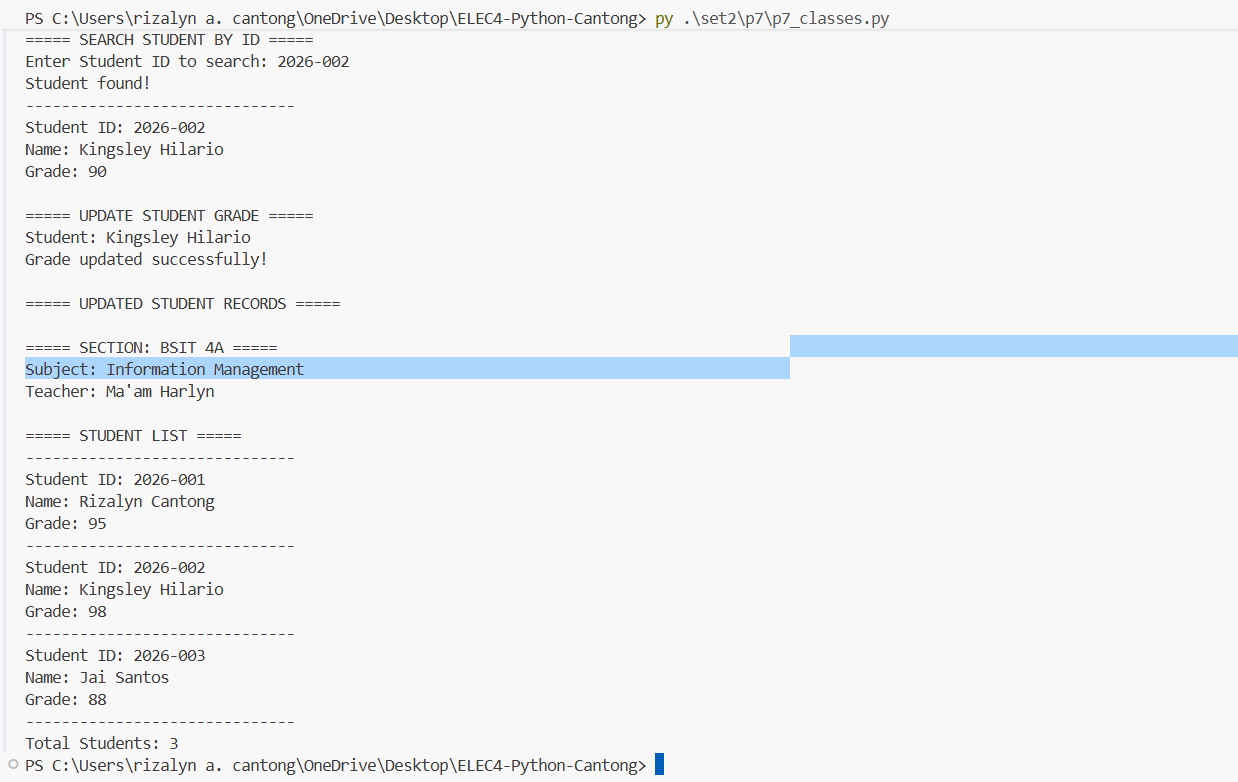 PS C:\Users\rizalyn a. cantong\OneDrive\Desktop\ELEC4-Python-Cantong> py .\set2\p7\p7_classes.py
===== SEARCH STUDENT BY ID =====
Enter Student ID to search: 2026-002
Student found!
------------------------------
Student ID: 2026-002
Name: Kingsley Hilario
Grade: 90
===== UPDATE STUDENT GRADE =====
Student: Kingsley Hilario
Grade updated successfully!
===== UPDATED STUDENT RECORDS =====
===== SECTION: BSIT 4A =====
Subject: Information Management
Teacher: Ma'am Harlyn
===== STUDENT LIST =====
------------------------------
Student ID: 2026-001
Name: Rizalyn Cantong
Grade: 95
------------------------------
Student ID: 2026-002
Name: Kingsley Hilario
Grade: 98
------------------------------
Student ID: 2026-003
Name: Jai Santos
Grade: 88
------------------------------
Total Students: 3
PS C:\Users\rizalyn a. cantong\OneDrive\Desktop\ELEC4-Python-Cantong>